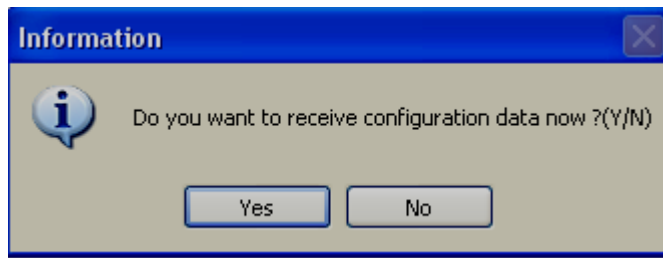 Information
Do you want to receive configuration data now ?(Y/N)
Yes
No